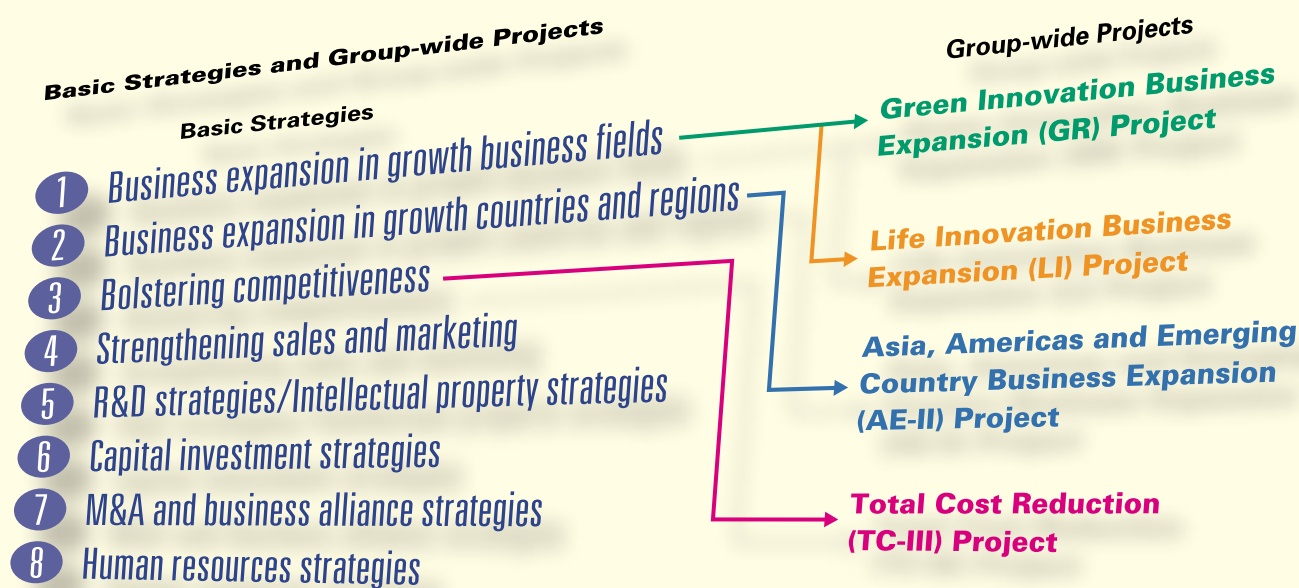 Basic Strategies and Group-wide Projects
Basic Strategies
1 Business expansion in growth business fields
2 Business expansion in growth countries and regions
3 Bolstering competitiveness
4 Strengthening sales and marketing
5 R&D strategies/Intellectual property strategies
6 Capital investment strategies
7 M&A and business alliance strategies
8 Human resources strategies
Group-wide Projects
Green Innovation Business
Expansion (GR) Project
Life Innovation Business
Expansion (LI) Project
Asia, Americas and Emerging
Country Business Expansion
(AE-II) Project
Total Cost Reduction
(TC-III) Project